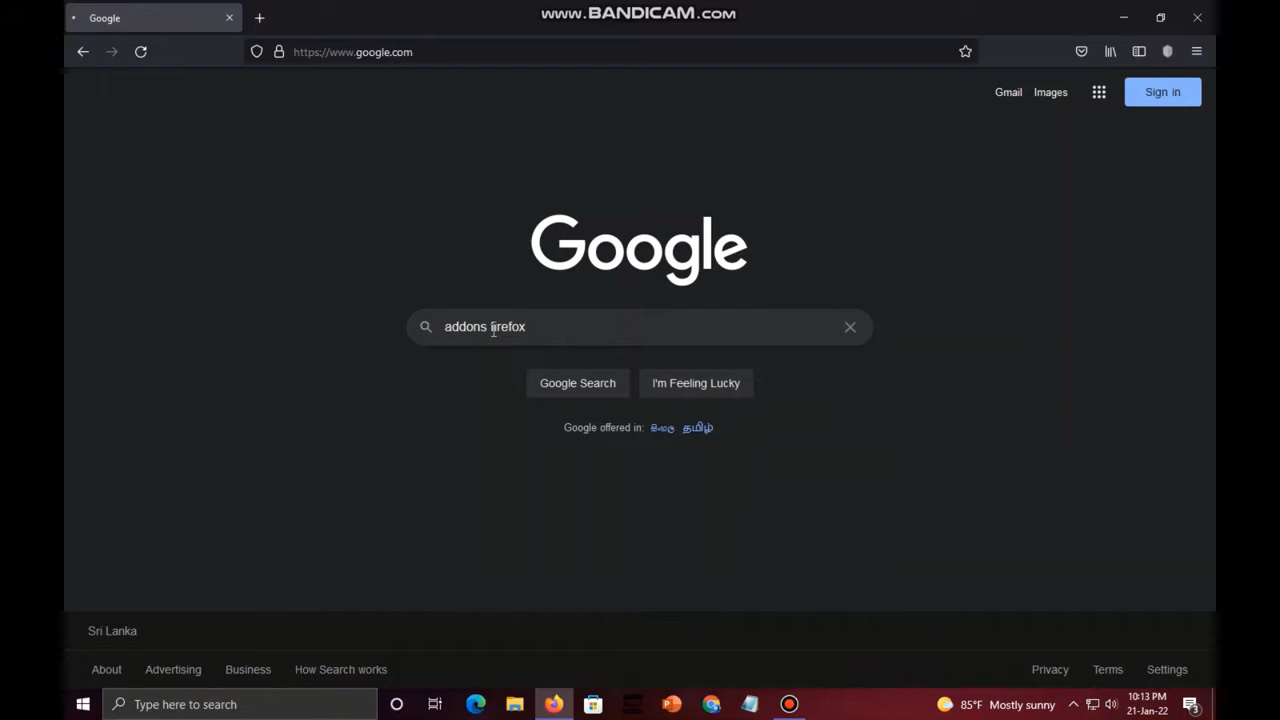 www.BANDICAM.com
Google
https://www.google.com
Gmail Images Sign in
Google
addons firefox
Google Search I'm Feeling Lucky
Google offered in: සිංහල தமிழ்
Sri Lanka
About Advertising Business How Search works Privacy Terms Settings
Type here to search 85°F Mostly sunny 10:13 PM
21-Jan-22 3